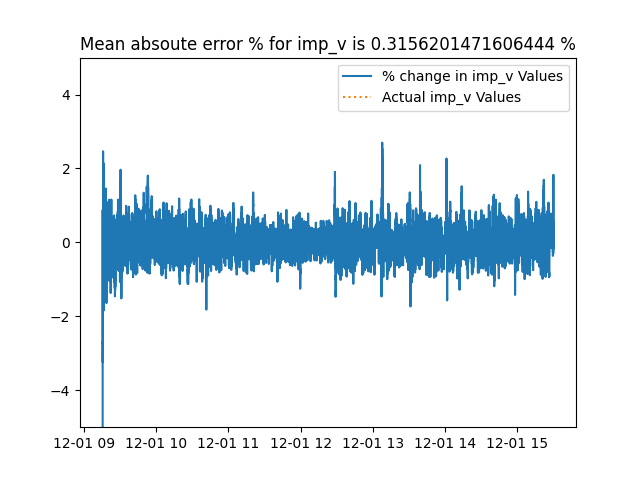 Mean absoute error % for imp_v is 0.3156201471606444 %
% change in imp_v Values
Actual imp_v Values
4
2
0
−2
−4
12-01 09 12-01 10 12-01 11 12-01 12 12-01 13 12-01 14 12-01 15